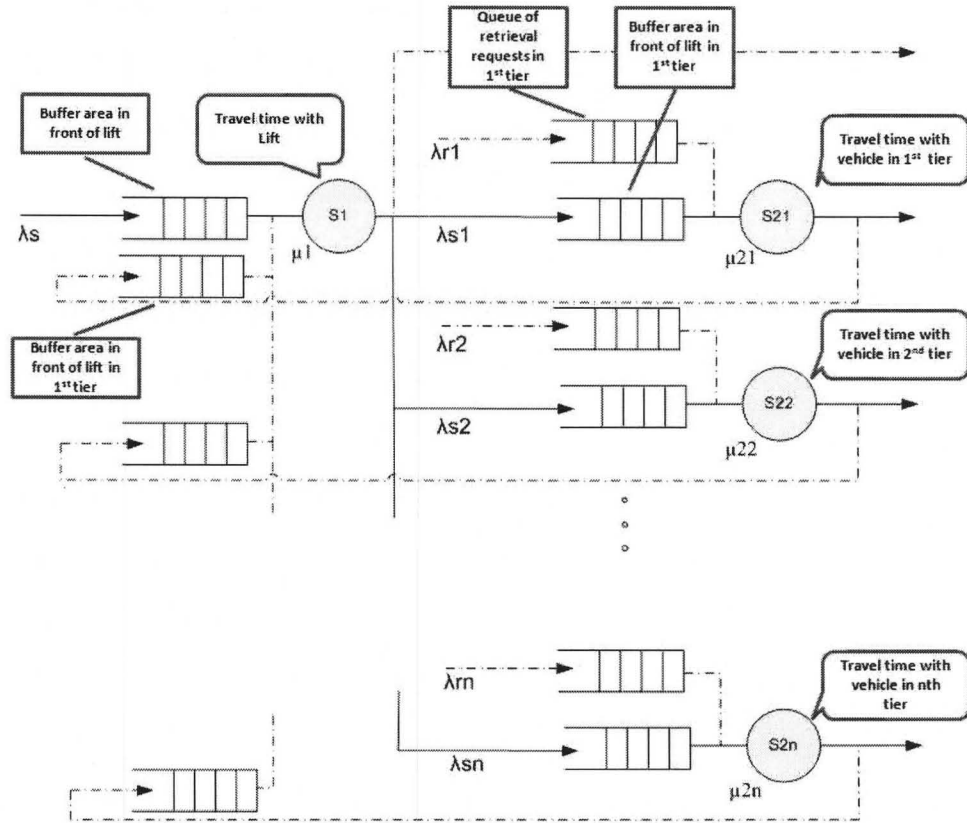 Queue of
retrieval
requests in
1st tier
Buffer area in
front of lift in
1st tier
Buffer area in
front of lift
Travel time with
Lift
λr1
Travel time with
vehicle in 1st tier
S1
S21
λs
μ1
λs1
μ21
Buffer area in
front of lift in
1st tier
λr2
Travel time with
vehicle in 2nd tier
S22
λs2
μ22
λrn
Travel time with
vehicle in nth
tier
S2n
λsn
μ2n